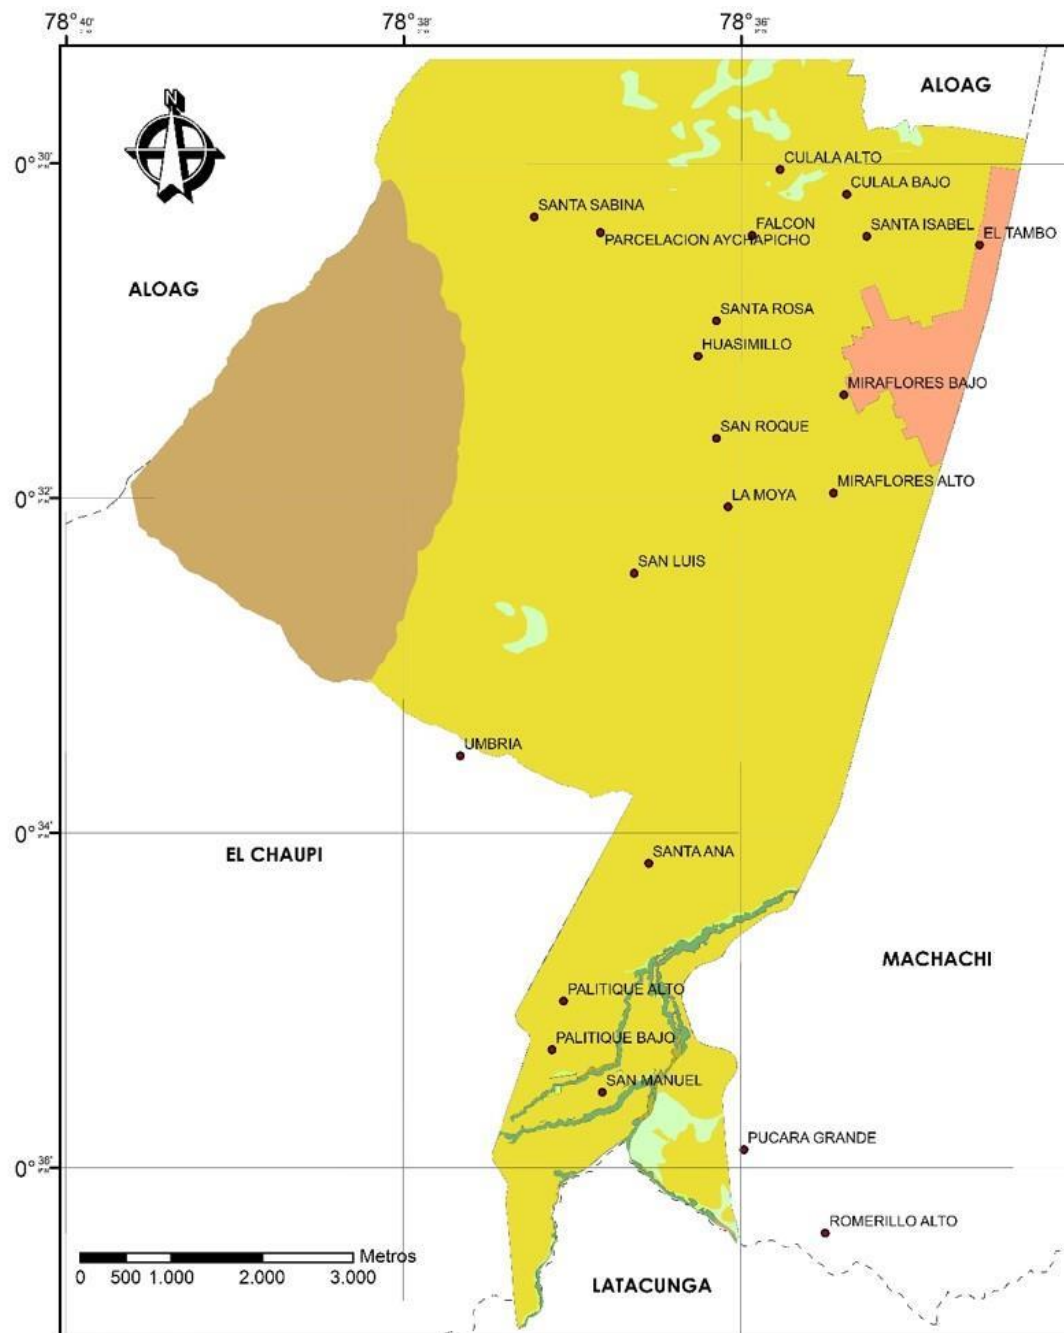 78° 40' 78° 38' 78° 36'
N
ALOAG
0° 30'
CULALA ALTO
CULALA BAJO
SANTA SABINA
FALCON
SANTA ISABEL
PARCELACION AYCHAPICHO
EL TAMBO
ALOAG
SANTA ROSA
HUASIMILLO
MIRAFLORES BAJO
SAN ROQUE
MIRAFLORES ALTO
0° 32'
LA MOYA
SAN LUIS
UMBRIA
0° 34'
SANTA ANA
EL CHAUPI
MACHACHI
PALITIQUE ALTO
PALITIQUE BAJO
SAN MANUEL
PUCARA GRANDE
0° 36'
ROMERILLO ALTO
Metros
0 500 1.000 2.000 3.000
LATACUNGA